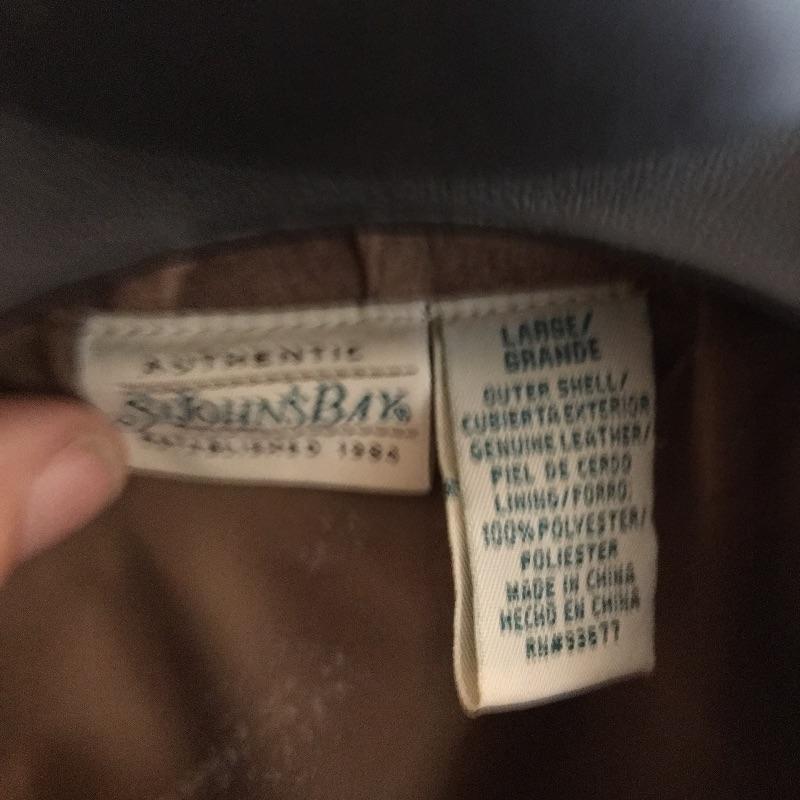 AUTHENTIC
ST. JOHN'S BAY®
ESTABLISHED 1984
LARGE/
GRANDE
OUTER SHELL/
CUBIERTA EXTERIOR
GENUINE LEATHER/
PIEL DE CERDO
LINING/FORRO:
100% POLYESTER/
POLIESTER
MADE IN CHINA
HECHO EN CHINA